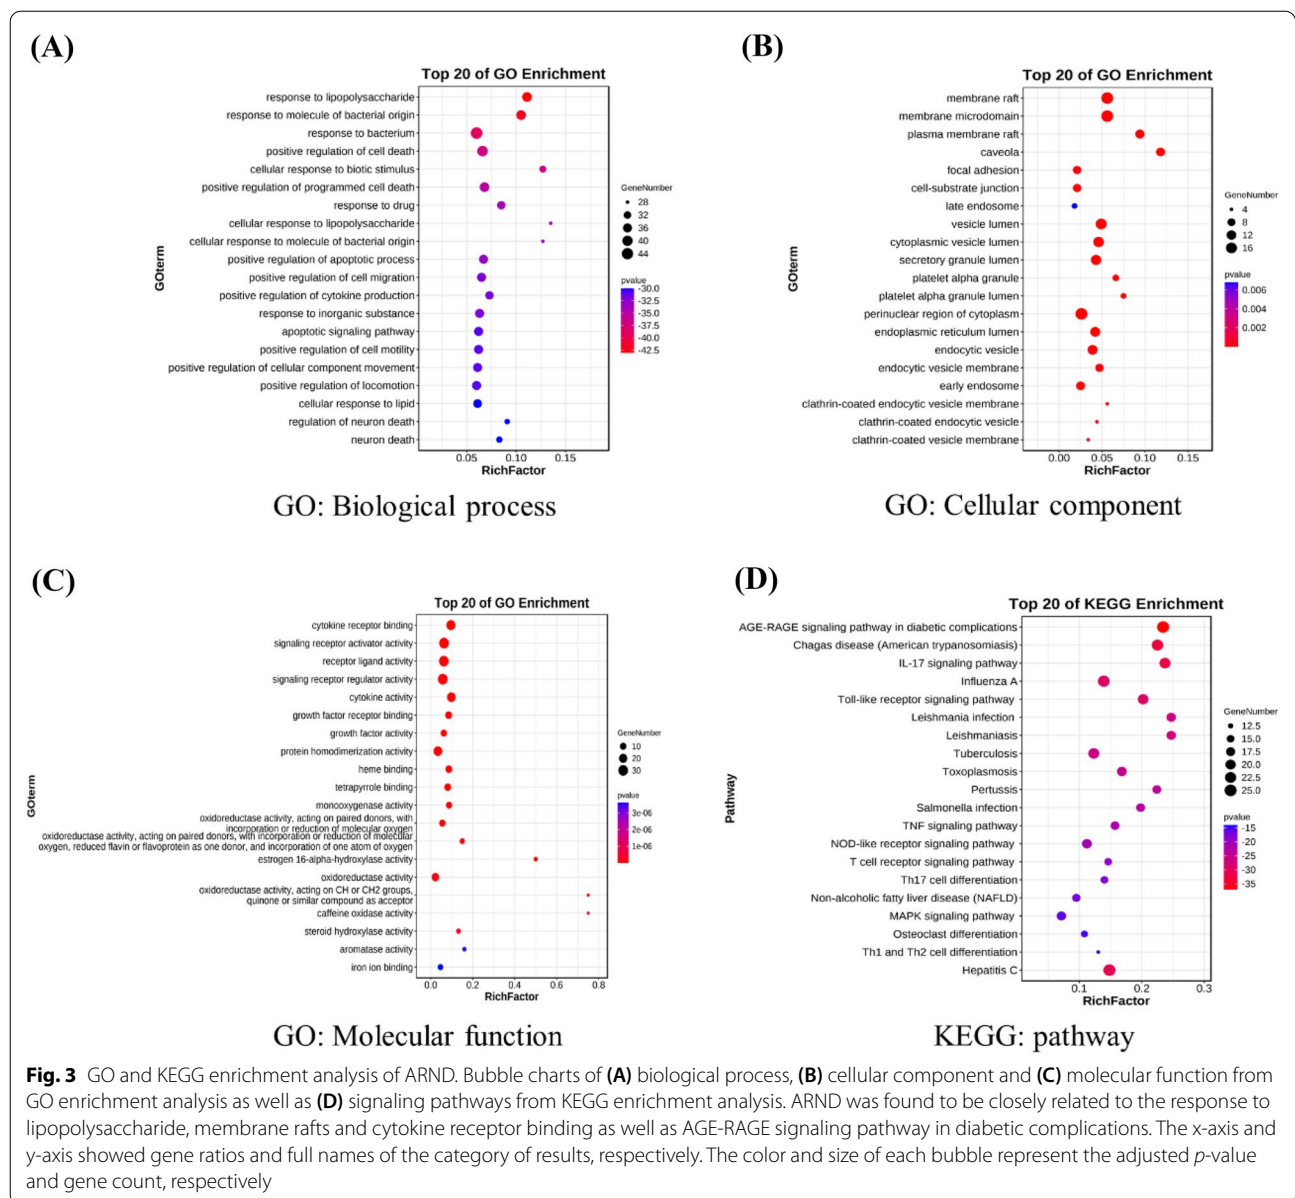 (A)
Top 20 of GO Enrichment
response to lipopolysaccharide
response to molecule of bacterial origin
response to bacterium
positive regulation of cell death
cellular response to biotic stimulus
positive regulation of programmed cell death
response to drug
cellular response to lipopolysaccharide
cellular response to molecule of bacterial origin
positive regulation of apoptotic process
positive regulation of cell migration
positive regulation of cytokine production
response to inorganic substance
apoptotic signaling pathway
positive regulation of cell motility
positive regulation of cellular component movement
positive regulation of locomotion
cellular response to lipid
regulation of neuron death
neuron death
GOterm
0.05 0.10 0.15
RichFactor
GeneNumber
28
32
36
40
44
pvalue
-30.0
-32.5
-35.0
-37.5
-40.0
-42.5
GO: Biological process
(B)
Top 20 of GO Enrichment
membrane raft
membrane microdomain
plasma membrane raft
caveola
focal adhesion
cell-substrate junction
late endosome
vesicle lumen
cytoplasmic vesicle lumen
secretory granule lumen
platelet alpha granule
platelet alpha granule lumen
perinuclear region of cytoplasm
endoplasmic reticulum lumen
endocytic vesicle
endocytic vesicle membrane
early endosome
clathrin-coated endocytic vesicle membrane
clathrin-coated endocytic vesicle
clathrin-coated vesicle membrane
GOterm
0.00 0.05 0.10 0.15
RichFactor
GeneNumber
4
8
12
16
pvalue
0.006
0.004
0.002
GO: Cellular component
(C)
Top 20 of GO Enrichment
cytokine receptor binding
signaling receptor activator activity
receptor ligand activity
signaling receptor regulator activity
cytokine activity
growth factor receptor binding
growth factor activity
protein homodimerization activity
heme binding
tetrapyrrole binding
monooxygenase activity
oxidoreductase activity, acting on paired donors, with
incorporation or reduction of molecular oxygen
oxidoreductase activity, acting on paired donors, with incorporation or reduction of molecular
oxygen, reduced flavin or flavoprotein as one donor, and incorporation of one atom of oxygen
estrogen 16-alpha-hydroxylase activity
oxidoreductase activity
oxidoreductase activity, acting on CH or CH2 groups,
quinone or similar compound as acceptor
caffeine oxidase activity
steroid hydroxylase activity
aromatase activity
iron ion binding
GOterm
0.0 0.2 0.4 0.6 0.8
RichFactor
GeneNumber
10
20
30
pvalue
3e-06
2e-06
1e-06
GO: Molecular function
(D)
Top 20 of KEGG Enrichment
AGE-RAGE signaling pathway in diabetic complications
Chagas disease (American trypanosomiasis)
IL-17 signaling pathway
Influenza A
Toll-like receptor signaling pathway
Leishmania infection
Leishmaniasis
Tuberculosis
Toxoplasmosis
Pertussis
Salmonella infection
TNF signaling pathway
NOD-like receptor signaling pathway
T cell receptor signaling pathway
Th17 cell differentiation
Non-alcoholic fatty liver disease (NAFLD)
MAPK signaling pathway
Osteoclast differentiation
Th1 and Th2 cell differentiation
Hepatitis C
Pathway
0.1 0.2 0.3
RichFactor
GeneNumber
12.5
15.0
17.5
20.0
22.5
25.0
pvalue
-15
-20
-25
-30
-35
KEGG: pathway
Fig. 3 GO and KEGG enrichment analysis of ARND. Bubble charts of (A) biological process, (B) cellular component and (C) molecular function from
GO enrichment analysis as well as (D) signaling pathways from KEGG enrichment analysis. ARND was found to be closely related to the response to
lipopolysaccharide, membrane rafts and cytokine receptor binding as well as AGE-RAGE signaling pathway in diabetic complications. The x-axis and
y-axis showed gene ratios and full names of the category of results, respectively. The color and size of each bubble represent the adjusted p-value
and gene count, respectively